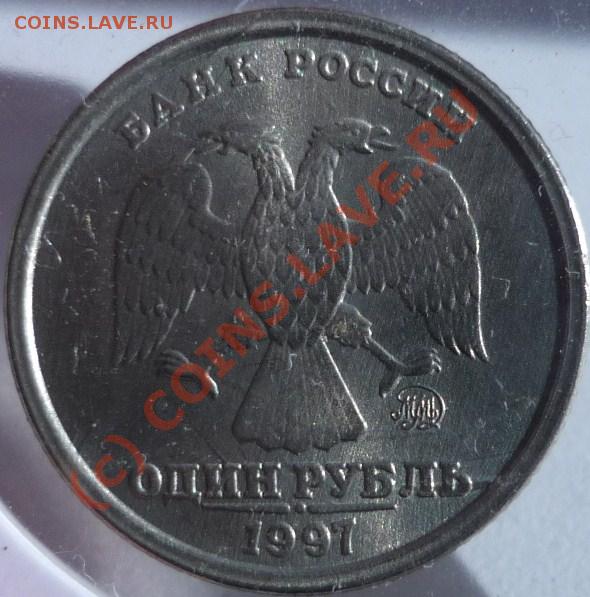 COINS.LAVE.RU
БАНК РОССИИ
(c) COINS.LAVE.RU
ММД
ОДИН РУБЛЬ
1997